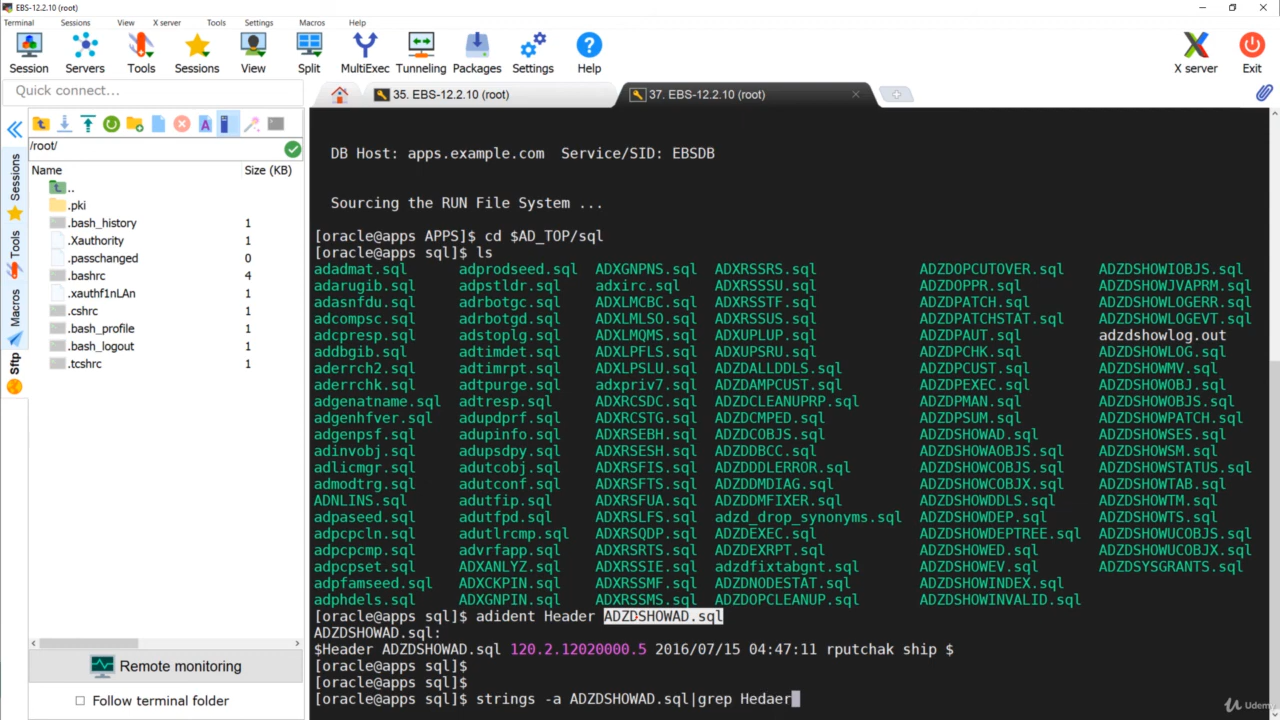 EBS-12.2.10 (root)
Terminal Sessions View X server Tools Settings Macros Help
Session Servers Tools Sessions View Split MultiExec Tunneling Packages Settings Help X server Exit
Quick connect...
35. EBS-12.2.10 (root)
37. EBS-12.2.10 (root)
/root/
Name Size (KB)
..
.pki
.bash_history 1
.Xauthority 1
.passchanged 0
.bashrc 4
.xauthf1nLAn 1
.cshrc 1
.bash_profile 1
.bash_logout 1
.tcshrc 1
Sessions
Tools
Macros
Sftp
Remote monitoring
Follow terminal folder
DB Host: apps.example.com Service/SID: EBSDB
Sourcing the RUN File System ...
[oracle@apps APPS]$ cd $AD_TOP/sql
[oracle@apps sql]$ ls
adadmat.sql adprodseed.sql ADXGNPNS.sql ADXRSSRS.sql ADZDOPCUTOVER.sql ADZDSHOWIOBJS.sql
adarugib.sql adpstldr.sql adxirc.sql ADXRSSSU.sql ADZDOPPR.sql ADZDSHOWJVAPRM.sql
adasnfdu.sql adrbotgc.sql ADXLMCBC.sql ADXRSSTF.sql ADZDPATCH.sql ADZDSHOWLOGERR.sql
adcompsc.sql adrbotgd.sql ADXLMLSO.sql ADXRSSUS.sql ADZDPATCHSTAT.sql ADZDSHOWLOGEVT.sql
adcpresp.sql adstoplg.sql ADXLMQMS.sql ADXUPLUP.sql ADZDPAUT.sql adzdshowlog.out
addbgib.sql adtimdet.sql ADXLPFLS.sql ADXUPSRU.sql ADZDPCHK.sql ADZDSHOWLOG.sql
aderrch2.sql adtimrpt.sql ADXLPSLU.sql ADZDALLDDLS.sql ADZDPCUST.sql ADZDSHOWMV.sql
aderrchk.sql adtpurge.sql adxpriv7.sql ADZDAMPCUST.sql ADZDPEXEC.sql ADZDSHOWOBJ.sql
adgenatname.sql adtresp.sql ADXRCSDC.sql ADZDCLEANUPRP.sql ADZDPMAN.sql ADZDSHOWOBJS.sql
adgenhfver.sql adupdprf.sql ADXRCSTG.sql ADZDCMPED.sql ADZDPSUM.sql ADZDSHOWPATCH.sql
adgenpsf.sql adupinfo.sql ADXRSEBH.sql ADZDCOBJS.sql ADZDSHOWAD.sql ADZDSHOWSES.sql
adinvobj.sql adupsdpy.sql ADXRSESH.sql ADZDDBCC.sql ADZDSHOWAOBJS.sql ADZDSHOWSM.sql
adlicmgr.sql adutcobj.sql ADXRSFIS.sql ADZDDDLERROR.sql ADZDSHOWCOBJS.sql ADZDSHOWSTATUS.sql
admodtrg.sql adutconf.sql ADXRSFTS.sql ADZDDMDIAG.sql ADZDSHOWCOBJX.sql ADZDSHOWTAB.sql
ADNLINS.sql adutfip.sql ADXRSFUA.sql ADZDDMFIXER.sql ADZDSHOWDDLS.sql ADZDSHOWTM.sql
adpaseed.sql adutfpd.sql ADXRSLFS.sql adzd_drop_synonyms.sql ADZDSHOWDEP.sql ADZDSHOWTS.sql
adpcpcln.sql adutlrcmp.sql ADXRSQDP.sql ADZDEXEC.sql ADZDSHOWDEPTREE.sql ADZDSHOWUCOBJS.sql
adpcpcmp.sql advrfapp.sql ADXRSRTS.sql ADZDEXRPT.sql ADZDSHOWED.sql ADZDSHOWUCOBJX.sql
adpcpset.sql ADXANLYZ.sql ADXRSSIE.sql adzdfixtabgnt.sql ADZDSHOWEV.sql ADZDSYSGRANTS.sql
adpfamseed.sql ADXCKPIN.sql ADXRSSMF.sql ADZDNODESTAT.sql ADZDSHOWINDEX.sql
adphdels.sql ADXGNPIN.sql ADXRSSMS.sql ADZDOPCLEANUP.sql ADZDSHOWINVALID.sql
[oracle@apps sql]$ adident Header ADZDSHOWAD.sql
ADZDSHOWAD.sql:
$Header ADZDSHOWAD.sql 120.2.12020000.5 2016/07/15 04:47:11 rputchak ship $
[oracle@apps sql]$
[oracle@apps sql]$
[oracle@apps sql]$ strings -a ADZDSHOWAD.sql|grep Hedaer
Udemy